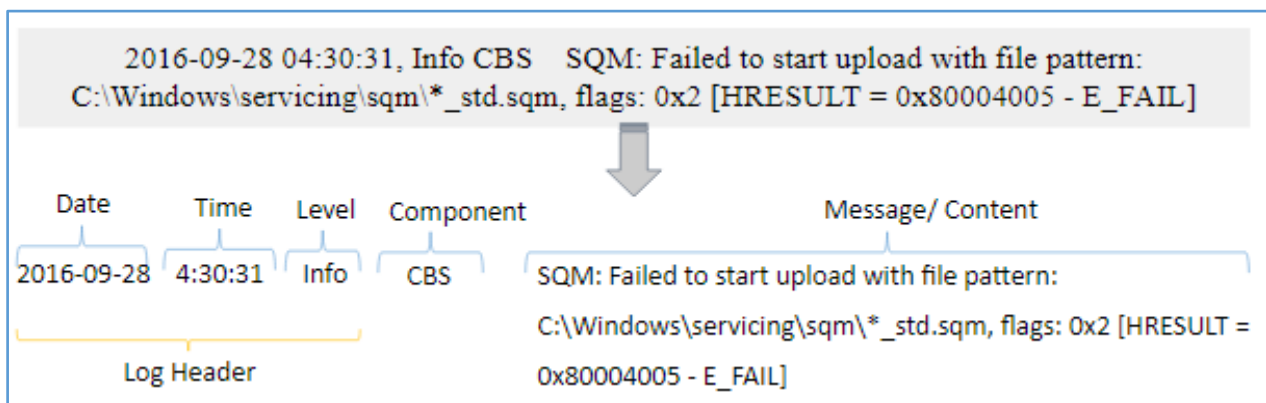 2016-09-28 04:30:31, Info CBS    SQM: Failed to start upload with file pattern:
C:\Windows\servicing\sqm\*_std.sqm, flags: 0x2 [HRESULT = 0x80004005 - E_FAIL]
Date Time Level Component Message/ Content
2016-09-28 4:30:31 Info CBS SQM: Failed to start upload with file pattern:
C:\Windows\servicing\sqm\*_std.sqm, flags: 0x2 [HRESULT =
0x80004005 - E_FAIL]
Log Header